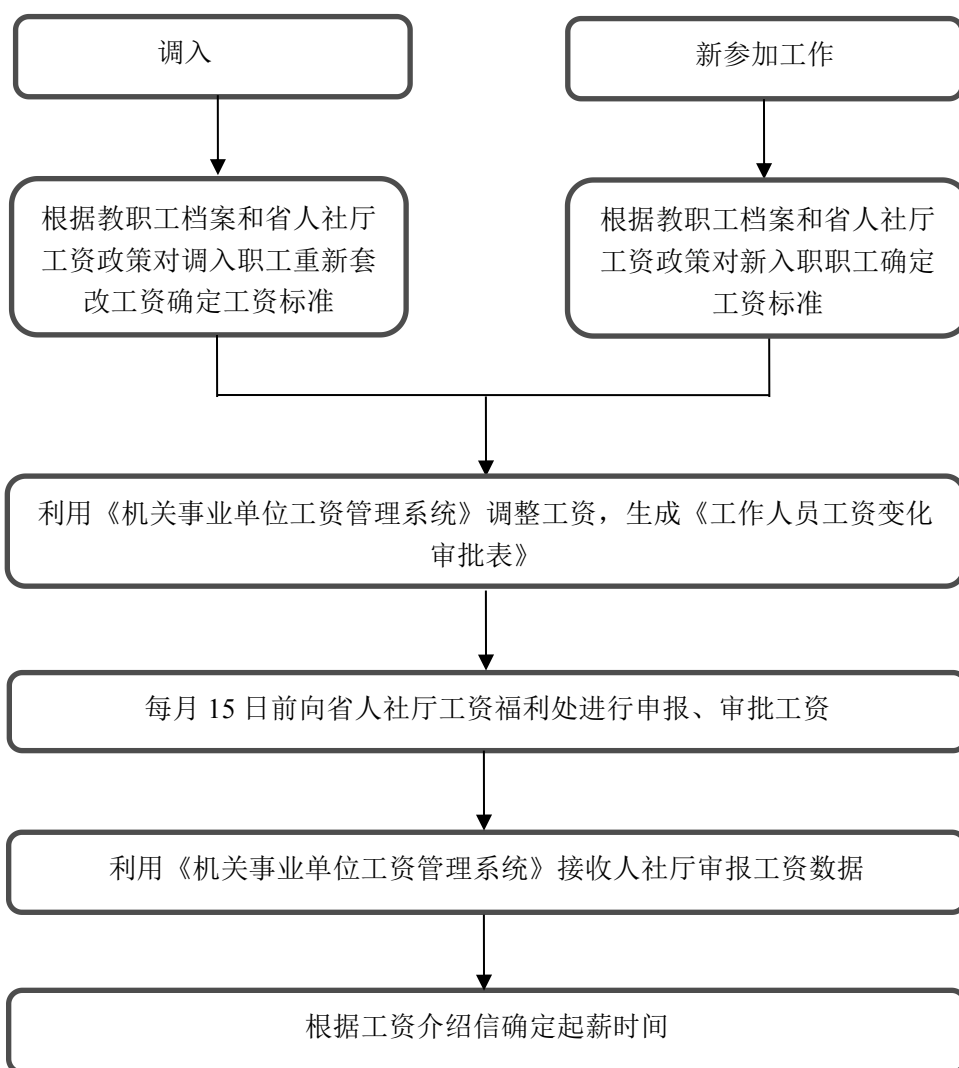 调入
新参加工作
根据教职工档案和省人社厅
工资政策对调入职工重新套
改工资确定工资标准
根据教职工档案和省人社厅
工资政策对新入职职工确定
工资标准
利用《机关事业单位工资管理系统》调整工资，生成《工作人员工资变化
审批表》
每月 15 日前向省人社厅工资福利处进行申报、审批工资
利用《机关事业单位工资管理系统》接收人社厅审报工资数据
根据工资介绍信确定起薪时间